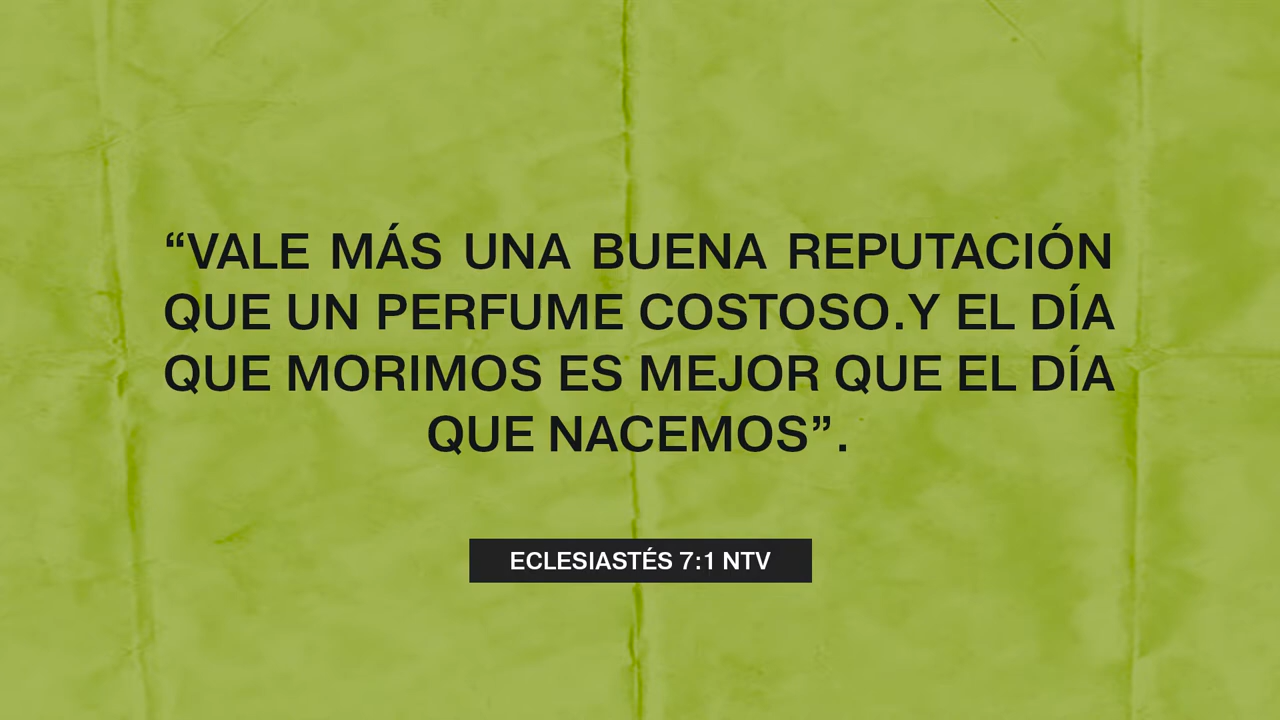 “VALE MÁS UNA BUENA REPUTACIÓN
QUE UN PERFUME COSTOSO.Y EL DÍA
QUE MORIMOS ES MEJOR QUE EL DÍA
QUE NACEMOS”.
ECLESIASTÉS 7:1 NTV